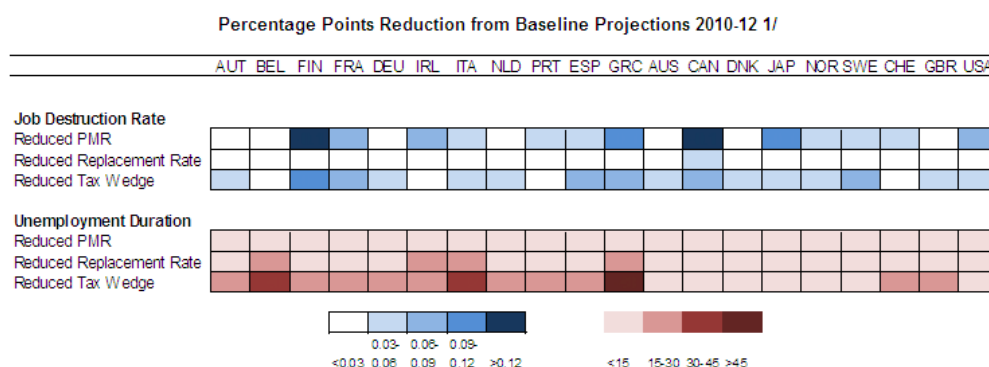 Percentage Points Reduction from Baseline Projections 2010-12 1/
AUT BEL FIN FRA DEU IRL ITA NLD PRT ESP GRC AUS CAN DNK JAP NOR SWE CHE GBR USA
Job Destruction Rate
Reduced PMR
Reduced Replacement Rate
Reduced Tax Wedge
Unemployment Duration
Reduced PMR
Reduced Replacement Rate
Reduced Tax Wedge
0.03- 0.06- 0.09-
<0.03 0.06 0.09 0.12 >0.12 <15 15-30 30-45 >45